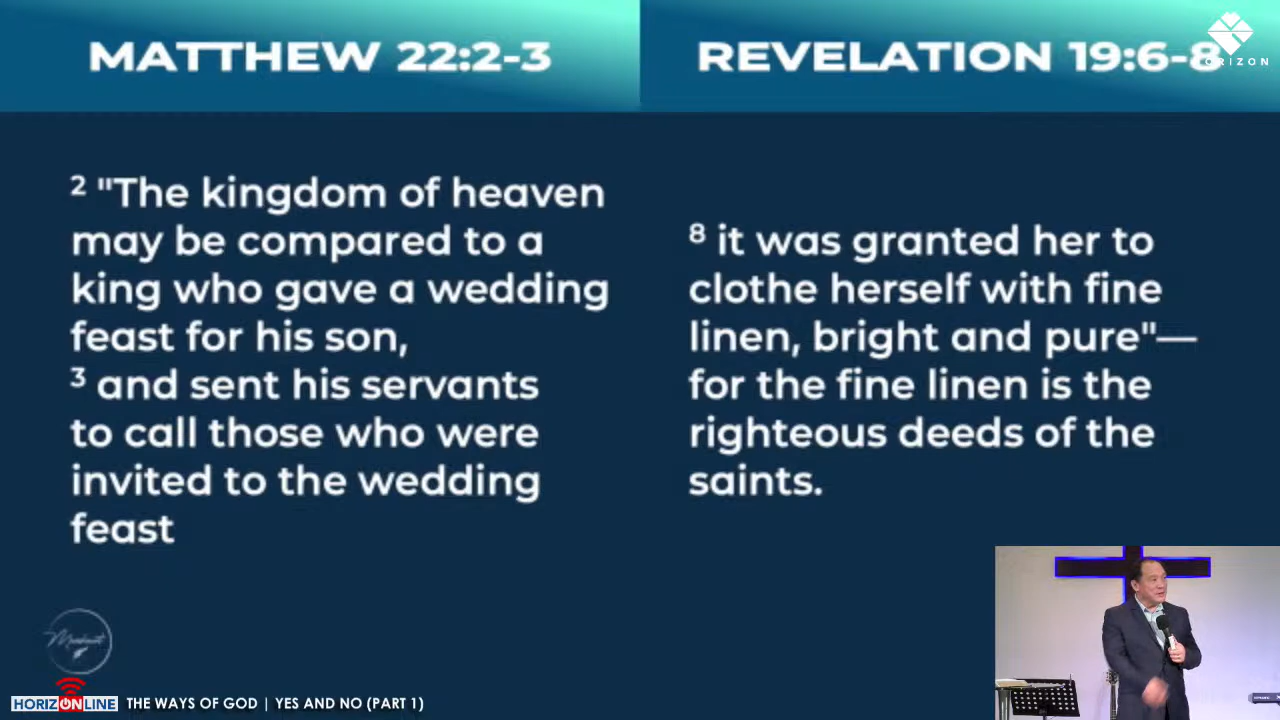 MATTHEW 22:2-3
² "The kingdom of heaven
may be compared to a
king who gave a wedding
feast for his son,
³ and sent his servants
to call those who were
invited to the wedding
feast
REVELATION 19:6-8
HORIZON
⁸ it was granted her to
clothe herself with fine
linen, bright and pure"—
for the fine linen is the
righteous deeds of the
saints.
HORIZONLINE THE WAYS OF GOD | YES AND NO (PART 1)